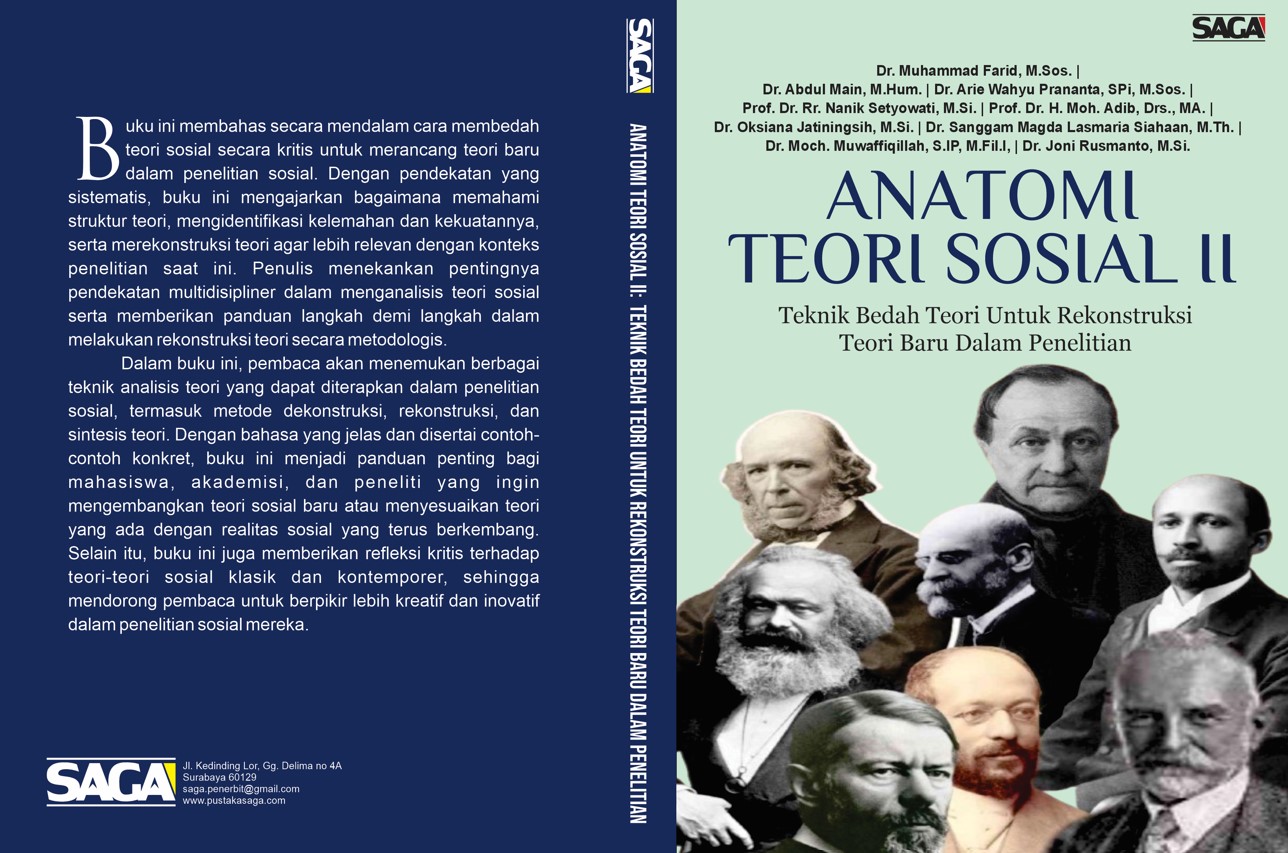 Buku ini membahas secara mendalam cara membedah
teori sosial secara kritis untuk merancang teori baru
dalam penelitian sosial. Dengan pendekatan yang
sistematis, buku ini mengajarkan bagaimana memahami
struktur teori, mengidentifikasi kelemahan dan kekuatannya,
serta merekonstruksi teori agar lebih relevan dengan konteks
penelitian saat ini. Penulis menekankan pentingnya
pendekatan multidisipliner dalam menganalisis teori sosial
serta memberikan panduan langkah demi langkah dalam
melakukan rekonstruksi teori secara metodologis.
Dalam buku ini, pembaca akan menemukan berbagai
teknik analisis teori yang dapat diterapkan dalam penelitian
sosial, termasuk metode dekonstruksi, rekonstruksi, dan
sintesis teori. Dengan bahasa yang jelas dan disertai contoh-
contoh konkret, buku ini menjadi panduan penting bagi
mahasiswa, akademisi, dan peneliti yang ingin
mengembangkan teori sosial baru atau menyesuaikan teori
yang ada dengan realitas sosial yang terus berkembang.
Selain itu, buku ini juga memberikan refleksi kritis terhadap
teori-teori sosial klasik dan kontemporer, sehingga
mendorong pembaca untuk berpikir lebih kreatif dan inovatif
dalam penelitian sosial mereka.
SAGA
Jl. Kedinding Lor, Gg. Delima no 4A
Surabaya 60129
saga.penerbit@gmail.com
www.pustakasaga.com
SAGA
ANATOMI TEORI SOSIAL II: TEKNIK BEDAH TEORI UNTUK REKONSTRUKSI TEORI BARU DALAM PENELITIAN
SAGA
Dr. Muhammad Farid, M.Sos. |
Dr. Abdul Main, M.Hum. | Dr. Arie Wahyu Prananta, SPi, M.Sos. |
Prof. Dr. Rr. Nanik Setyowati, M.Si. | Prof. Dr. H. Moh. Adib, Drs., MA. |
Dr. Oksiana Jatiningsih, M.Si. | Dr. Sanggam Magda Lasmaria Siahaan, M.Th. |
Dr. Moch. Muwaffiqillah, S.IP, M.Fil.I, | Dr. Joni Rusmanto, M.Si.
ANATOMI
TEORI SOSIAL II
Teknik Bedah Teori Untuk Rekonstruksi
Teori Baru Dalam Penelitian